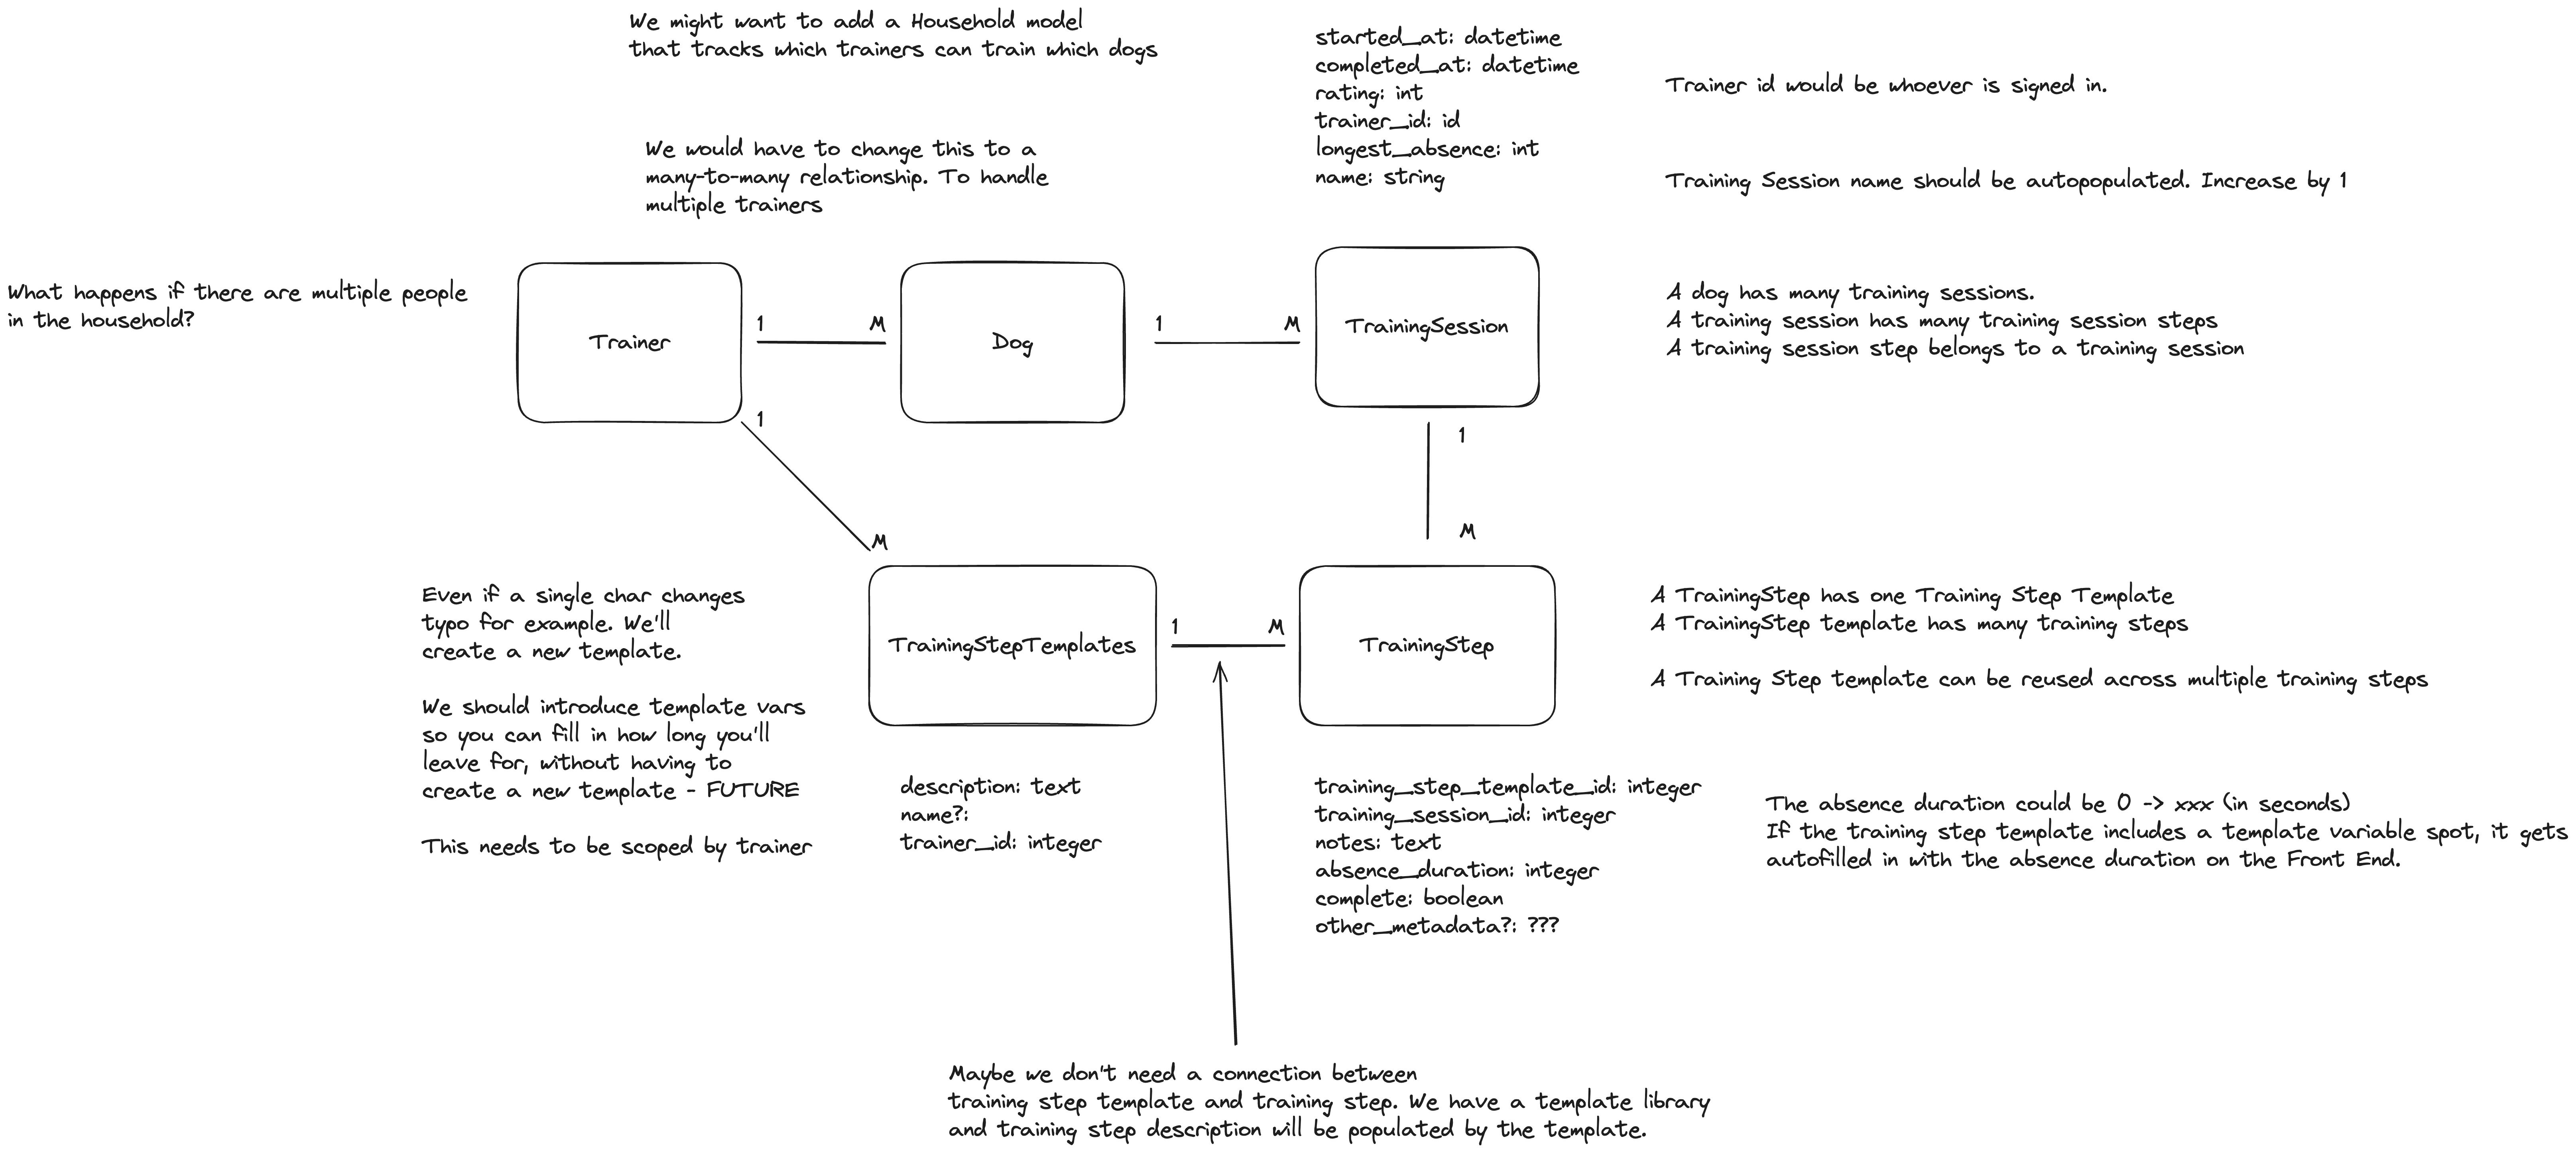 We might want to add a Household model
that tracks which trainers can train which dogs
started_at: datetime
completed_at: datetime
rating: int
trainer_id: id
longest_absence: int
name: string
Trainer id would be whoever is signed in.
We would have to change this to a
many-to-many relationship. To handle
multiple trainers
Training Session name should be autopopulated. Increase by 1
What happens if there are multiple people
in the household?
Trainer
1
M
Dog
1
M
TrainingSession
A dog has many training sessions.
A training session has many training session steps
A training session step belongs to a training session
1
M
1
M
Even if a single char changes
typo for example. We'll
create a new template.
We should introduce template vars
so you can fill in how long you'll
leave for, without having to
create a new template - FUTURE
This needs to be scoped by trainer
TrainingStepTemplates
1
M
TrainingStep
A TrainingStep has one Training Step Template
A TrainingStep template has many training steps
A Training Step template can be reused across multiple training steps
description: text
name?:
trainer_id: integer
training_step_template_id: integer
training_session_id: integer
notes: text
absence_duration: integer
complete: boolean
other_metadata?: ???
The absence duration could be 0 -> xxx (in seconds)
If the training step template includes a template variable spot, it gets
autofilled in with the absence duration on the Front End.
Maybe we don't need a connection between
training step template and training step. We have a template library
and training step description will be populated by the template.